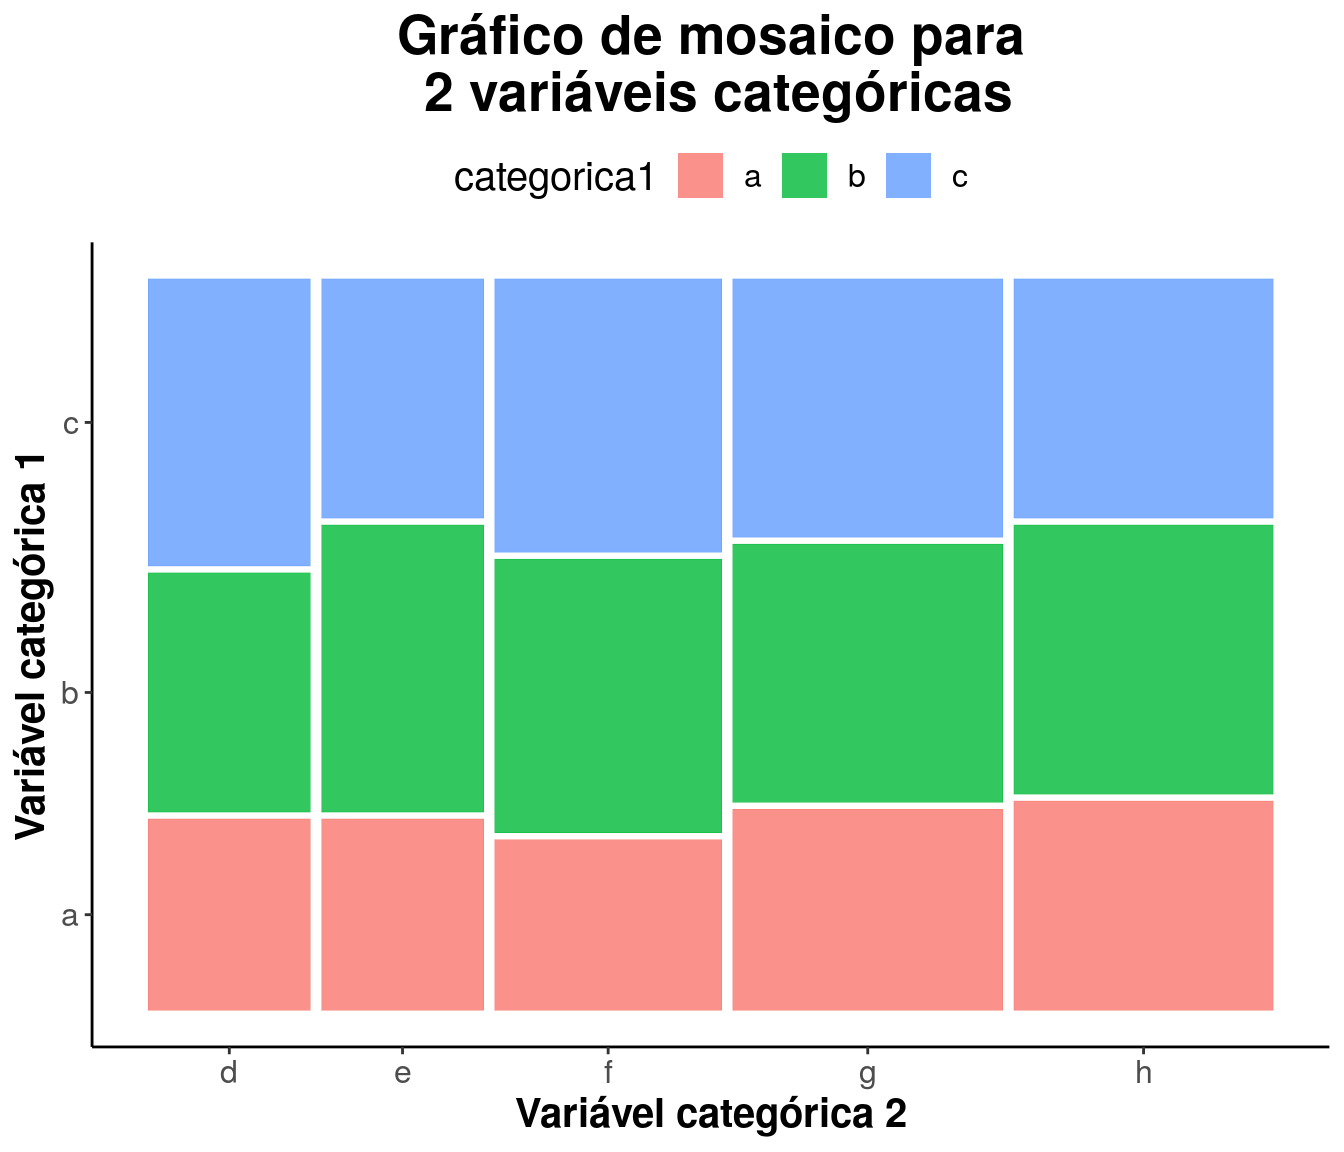 Gráfico de mosaico para
2 variáveis categóricas
categorica1 a b c
Variável categórica 1
c
b
a
d e f g h
Variável categórica 2